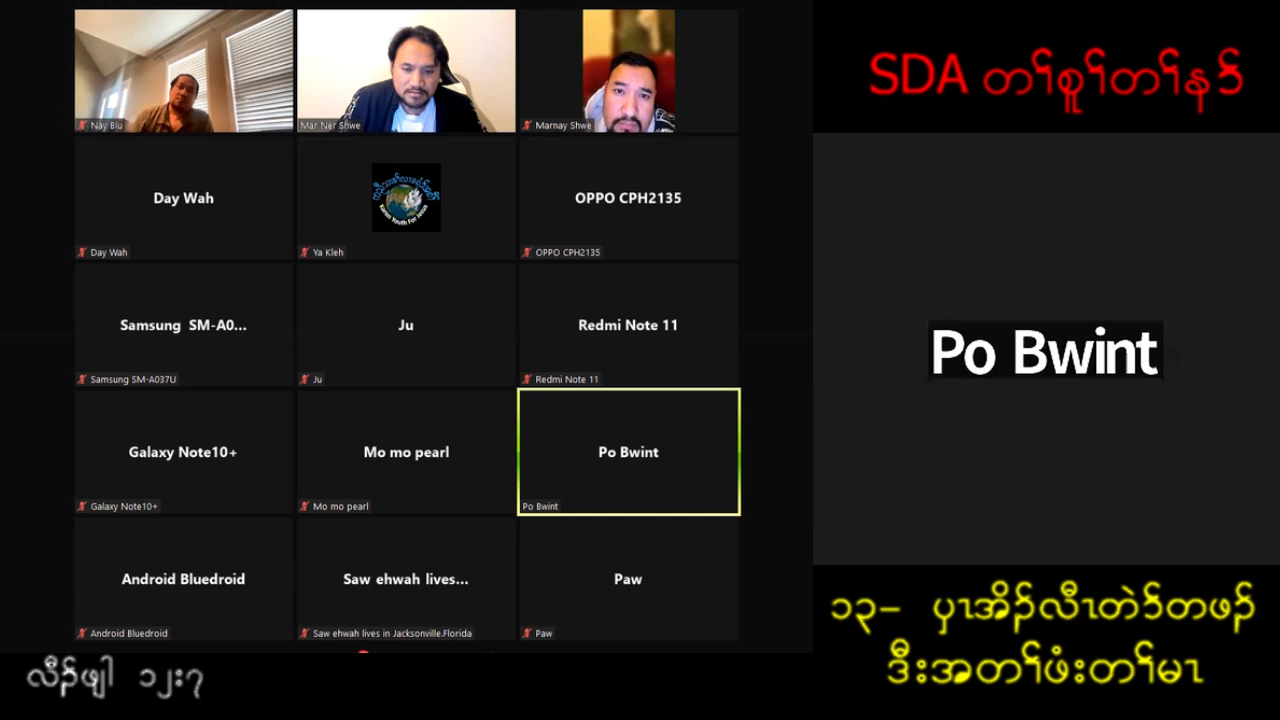 SDA တၢ်စူၢ်တၢ်နာ်
Nay Blu
Mar Ner Shwe
Marnay Shwe
Day Wah
OPPO CPH2135
Karen Youth For Jesus
Day Wah
Ya Kleh
OPPO CPH2135
Samsung SM-A0...
Ju
Redmi Note 11
Samsung SM-A037U
Ju
Redmi Note 11
Po Bwint
Galaxy Note10+
Mo mo pearl
Po Bwint
Galaxy Note10+
Mo mo pearl
Po Bwint
Android Bluedroid
Saw ehwah lives...
Paw
Android Bluedroid
Saw ehwah lives in Jacksonville.Florida
Paw
၁၃– ပှၤအိၣ်လီၤတဲာ်တဖၣ်
ဒီးအတၢ်ဖံးတၢ်မၤ
လီၣ်ဖျါ ၁၂း၇